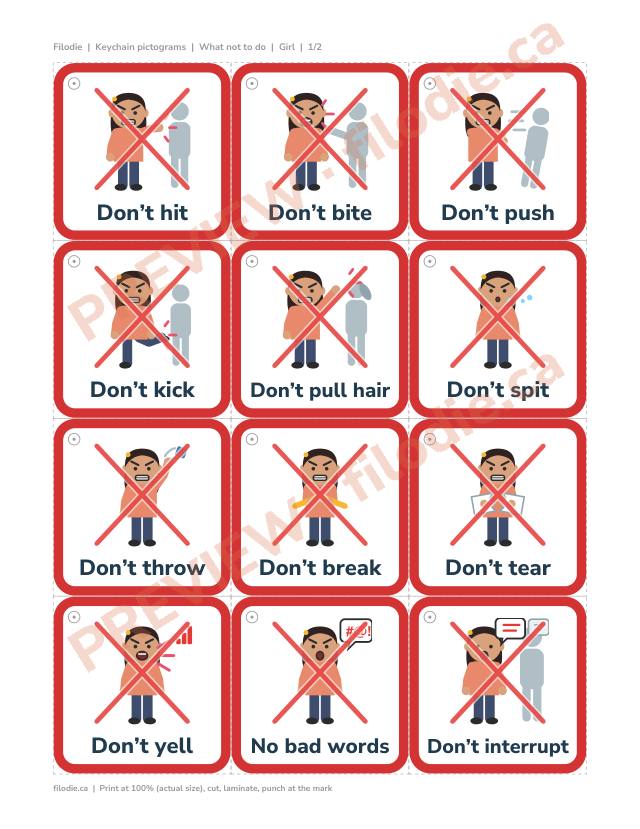 Filodie | Keychain pictograms | What not to do | Girl | 1/2
Don't hit
Don't bite
Don't push
Don't kick
Don't pull hair
Don't spit
Don't throw
Don't break
Don't tear
#@!
Don't yell
No bad words
Don't interrupt
PREVIEW · filodie.ca
PREVIEW · filodie.ca
filodie.ca | Print at 100% (actual size), cut, laminate, punch at the mark